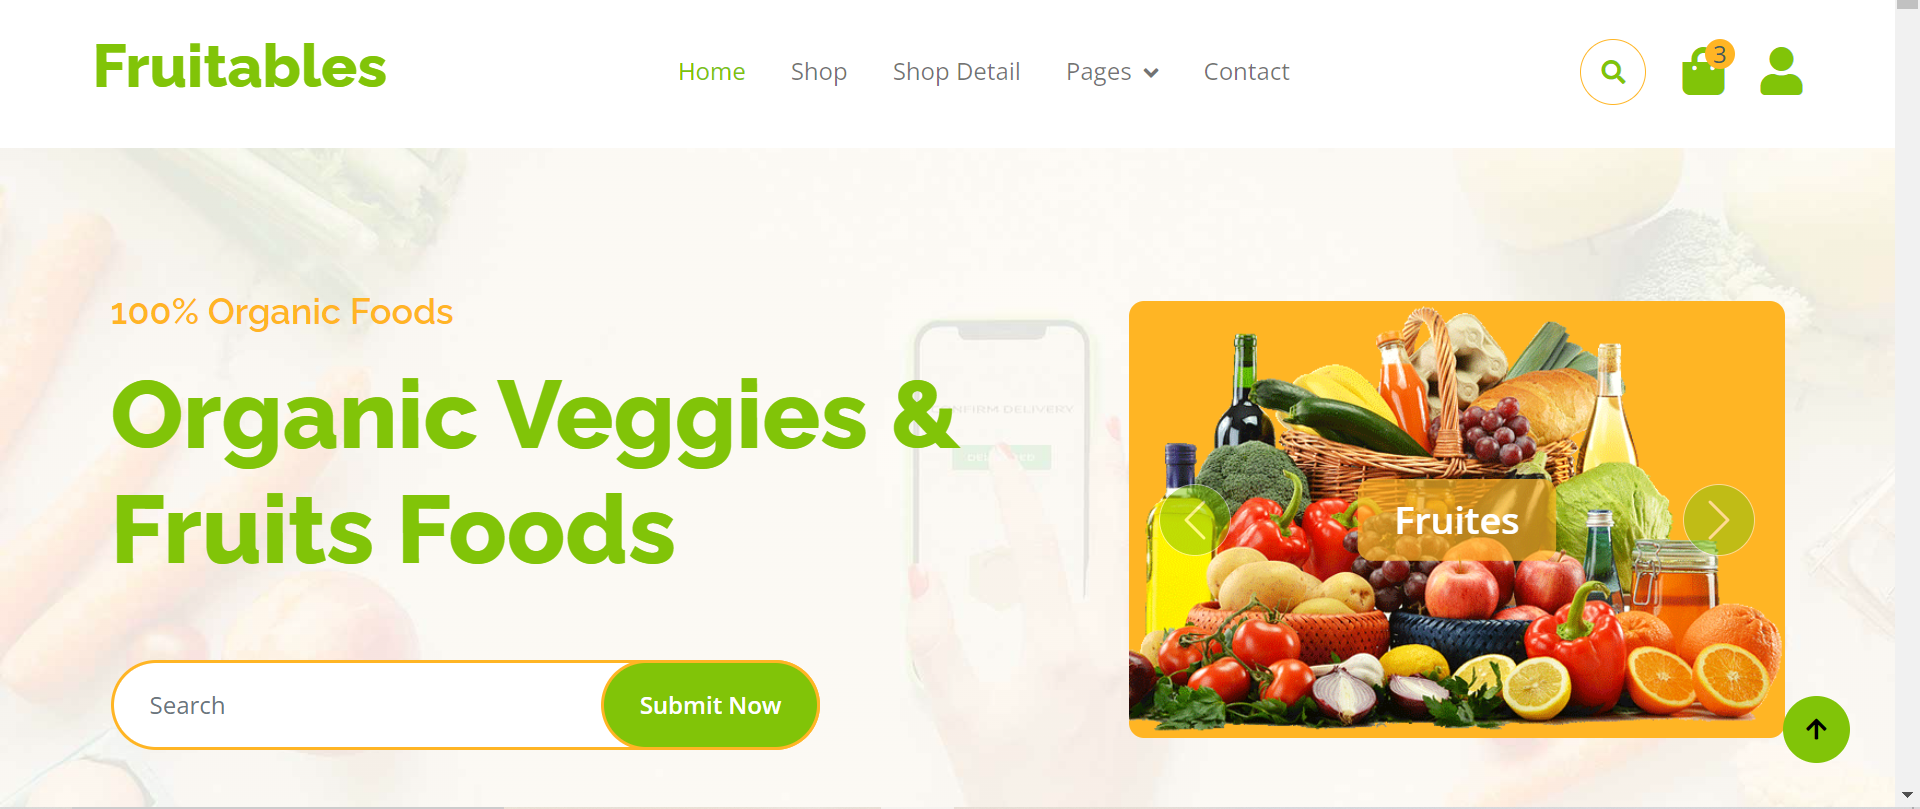 Fruitables
Home Shop Shop Detail Pages Contact
3
100% Organic Foods
Organic Veggies &
Fruits Foods
Search
Submit Now
Fruites